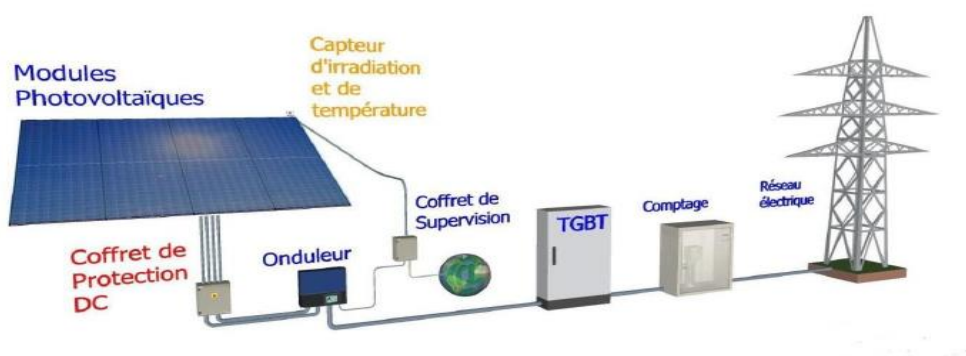 Modules
Photovoltaïques
Capteur
d'irradiation
et de
température
Coffret de
Protection
DC
Onduleur
Coffret de
Supervision
TGBT
Comptage
Réseau
électrique